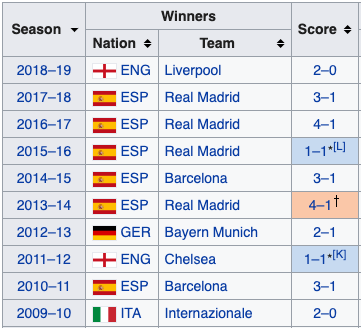 Season Winners Score
Nation Team
2018–19 ENG Liverpool 2–0
2017–18 ESP Real Madrid 3–1
2016–17 ESP Real Madrid 4–1
2015–16 ESP Real Madrid 1–1*[L]
2014–15 ESP Barcelona 3–1
2013–14 ESP Real Madrid 4–1†
2012–13 GER Bayern Munich 2–1
2011–12 ENG Chelsea 1–1*[K]
2010–11 ESP Barcelona 3–1
2009–10 ITA Internazionale 2–0